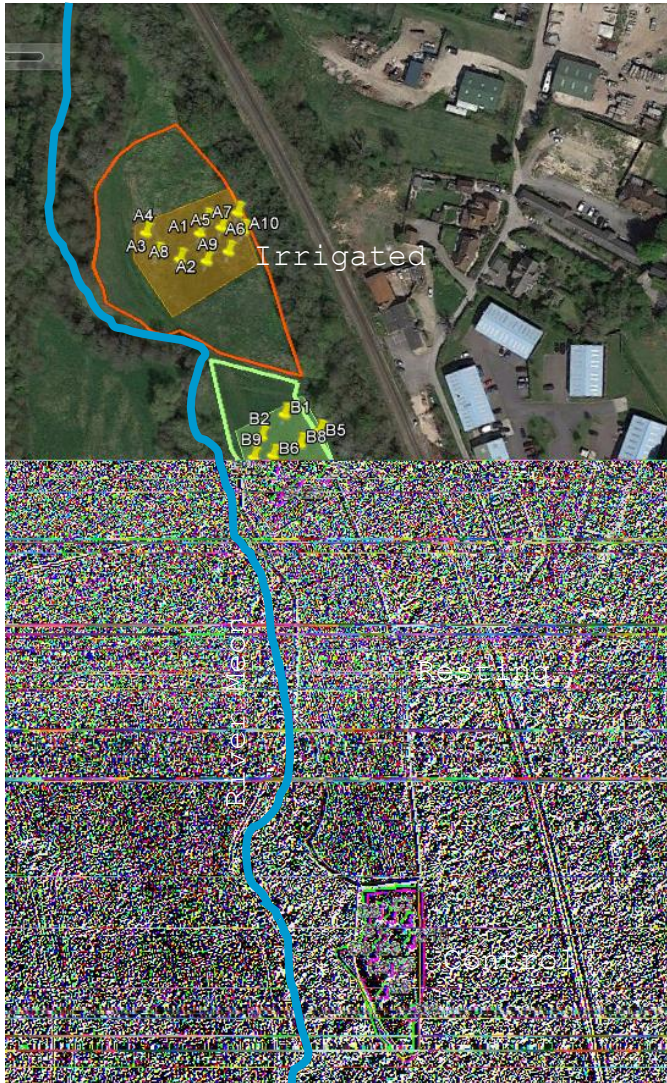 A4
A7
A1
A5
A10
A6
A3
A8
A9
A2
Irrigated
B1
B2
B5
B8
B9
B6
River Meon
Resting
Control